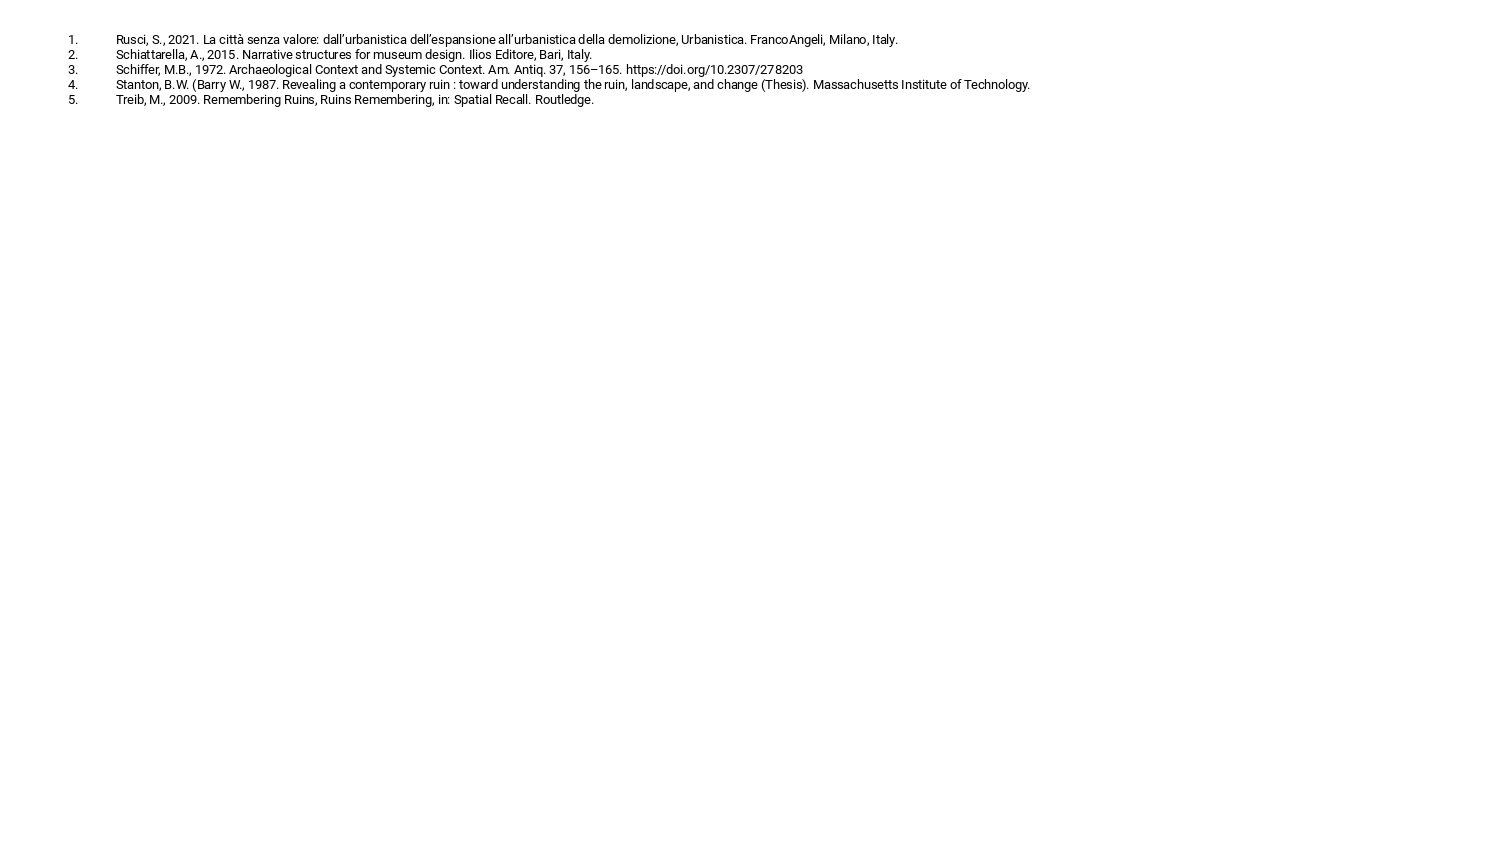 1. Rusci, S., 2021. La città senza valore: dall’urbanistica dell’espansione all’urbanistica della demolizione, Urbanistica. FrancoAngeli, Milano, Italy.
2. Schiattarella, A., 2015. Narrative structures for museum design. Ilios Editore, Bari, Italy.
3. Schiffer, M.B., 1972. Archaeological Context and Systemic Context. Am. Antiq. 37, 156–165. https://doi.org/10.2307/278203
4. Stanton, B.W. (Barry W., 1987. Revealing a contemporary ruin : toward understanding the ruin, landscape, and change (Thesis). Massachusetts Institute of Technology.
5. Treib, M., 2009. Remembering Ruins, Ruins Remembering, in: Spatial Recall. Routledge.